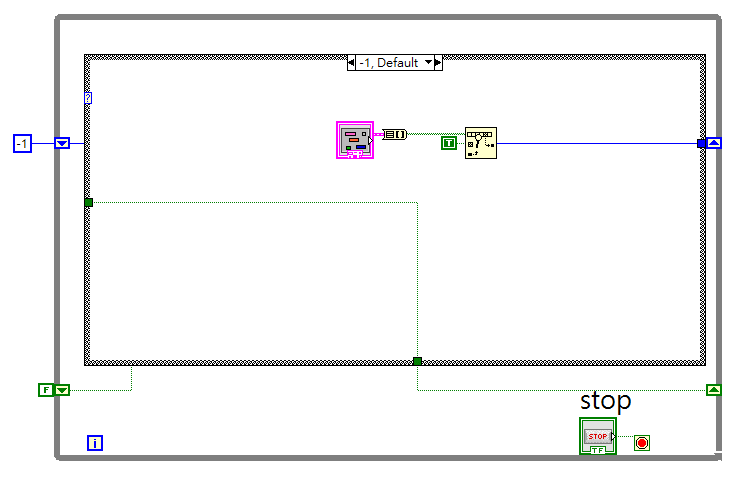 -1, Default
?
-1
T
F
stop
i
STOP
TF